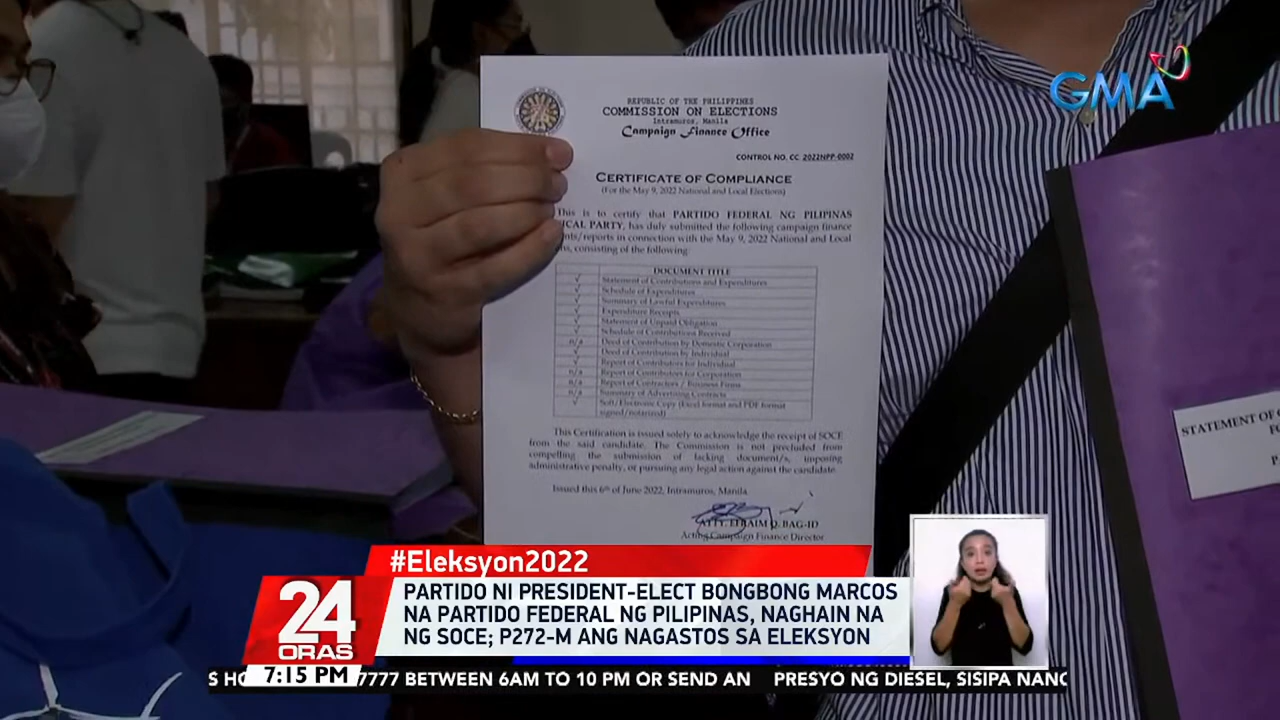 GMA
REPUBLIC OF THE PHILIPPINES
COMMISSION ON ELECTIONS
Intramuros, Manila
Campaign Finance Office
CONTROL NO. CC 2022NPP-0002
CERTIFICATE OF COMPLIANCE
(For the May 9, 2022 National and Local Elections)
This is to certify that PARTIDO FEDERAL NG PILIPINAS
ICAL PARTY, has duly submitted the following campaign finance
nts/reports in connection with the May 9, 2022 National and Local
ns, consisting of the following:
DOCUMENT TITLE
√ Statement of Contributions and Expenditures
√ Schedule of Expenditures
√ Summary of Lawful Expenditures
√ Expenditure Receipts
√ Statement of Unpaid Obligation
√ Schedule of Contributions Received
n/a Deed of Contribution by Domestic Corporation
√ Deed of Contribution by Individual
√ Report of Contributors for Individual
n/a Report of Contributors for Corporation
n/a Report of Contractors / Business Firms
n/a Summary of Advertising Contracts
√ Soft/Electronic Copy (Excel format and PDF format
signed/notarized)
This Certification is issued solely to acknowledge the receipt of SOCE
from the said candidate. The Commission is not precluded from
compelling the submission of lacking document/s, imposing
administrative penalty, or pursuing any legal action against the candidate.
Issued this 6th of June 2022, Intramuros, Manila.
ATTY. EFRAIM Q. BAG-ID
Acting Campaign Finance Director
STATEMENT OF
#Eleksyon2022
24
ORAS
PARTIDO NI PRESIDENT-ELECT BONGBONG MARCOS
NA PARTIDO FEDERAL NG PILIPINAS, NAGHAIN NA
NG SOCE; P272-M ANG NAGASTOS SA ELEKSYON
7:15 PM
7777 BETWEEN 6AM TO 10 PM OR SEND AN PRESYO NG DIESEL, SISIPA NANG